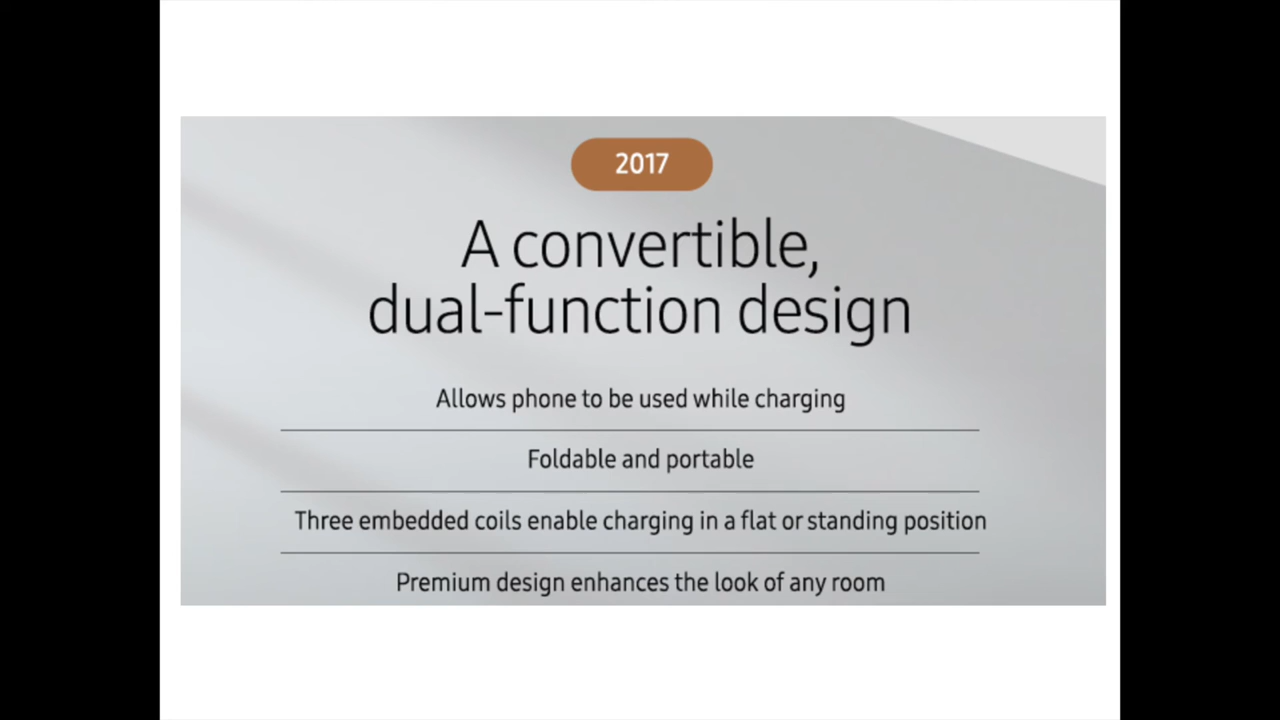 2017
A convertible,
dual-function design
Allows phone to be used while charging
Foldable and portable
Three embedded coils enable charging in a flat or standing position
Premium design enhances the look of any room